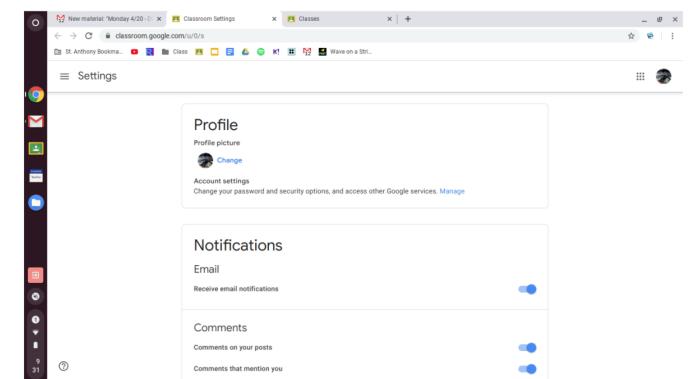 New material: "Monday 4/20 - D
Classroom Settings
Classes
classroom.google.com/u/0/s
St. Anthony Bookma...
Class
K!
Wave on a Stri...
Settings
Profile
Profile picture
Change
Account settings
Change your password and security options, and access other Google services. Manage
Notifications
Email
Receive email notifications
Comments
Comments on your posts
Comments that mention you
9
31